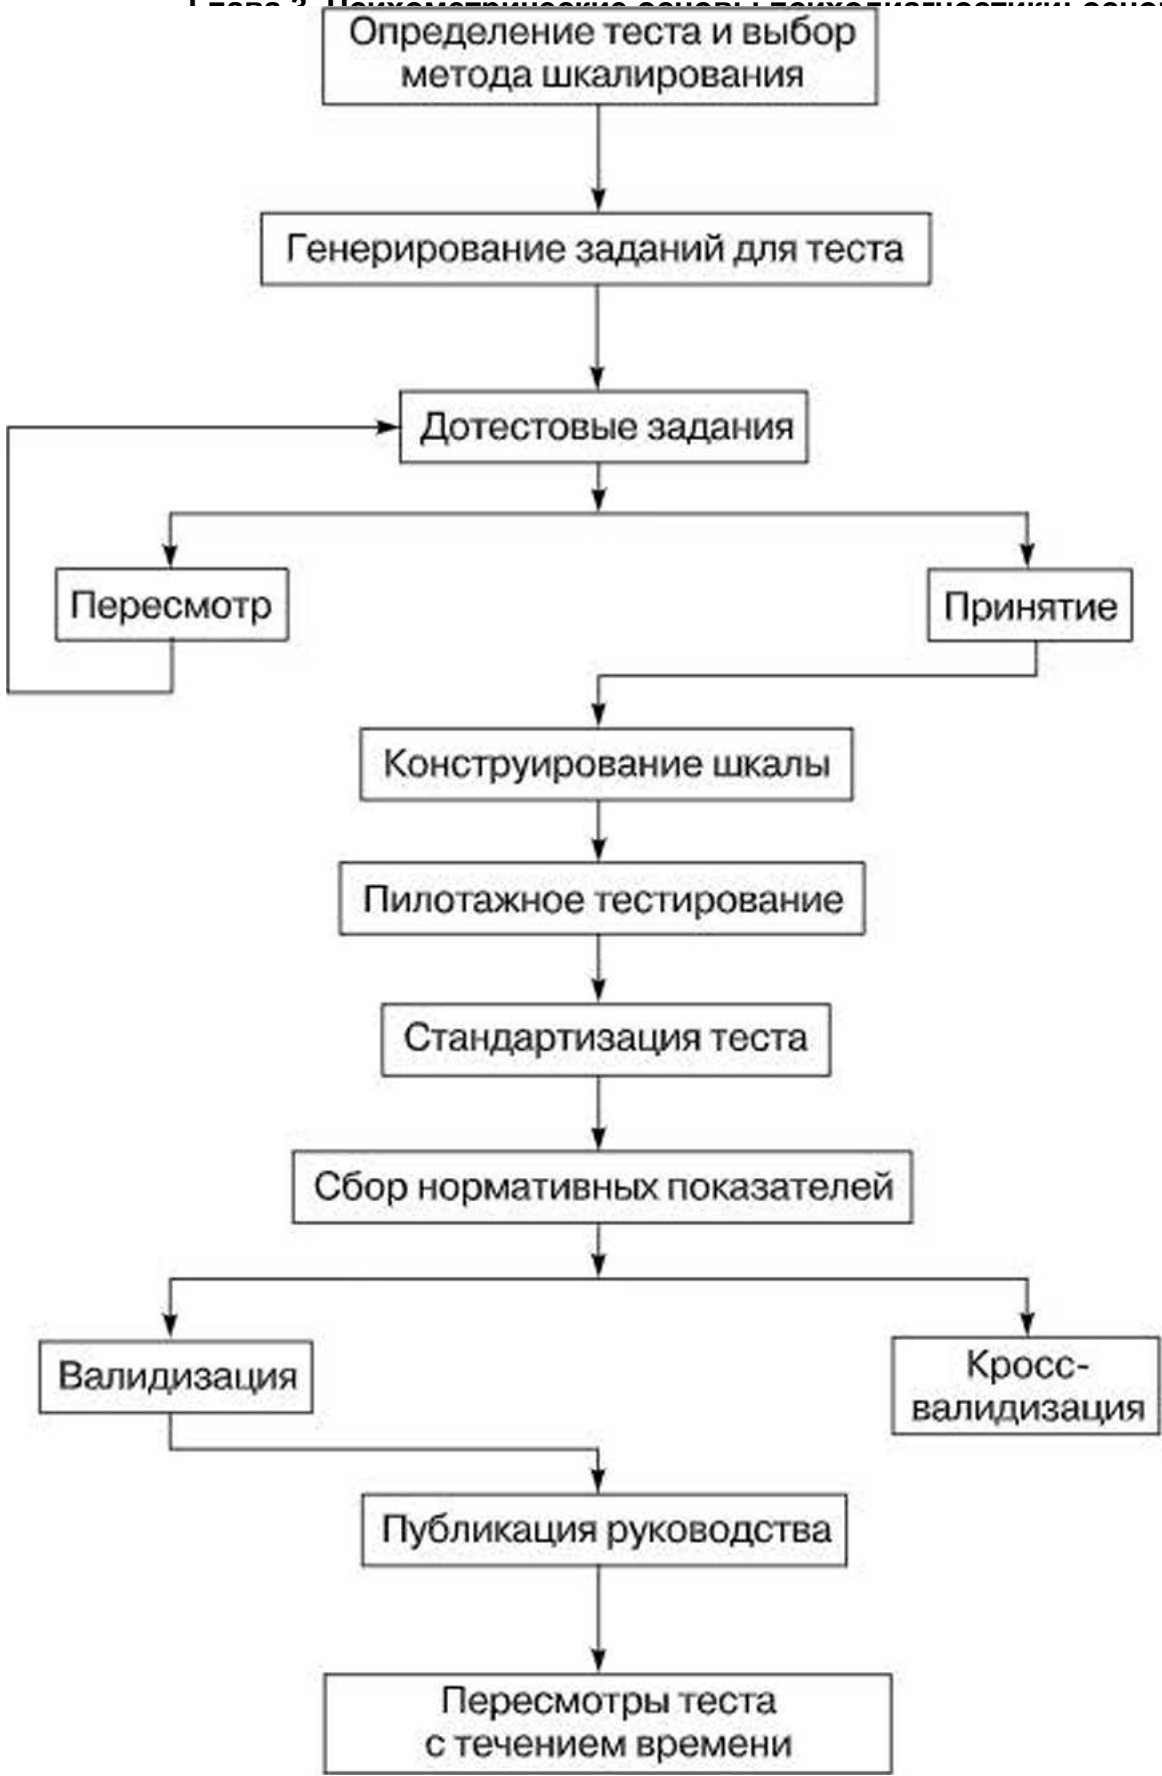 Определение теста и выбор
метода шкалирования
Генерирование заданий для теста
Дотестовые задания
Пересмотр
Принятие
Конструирование шкалы
Пилотажное тестирование
Стандартизация теста
Сбор нормативных показателей
Валидизация
Кросс-
валидизация
Публикация руководства
Пересмотры теста
с течением времени